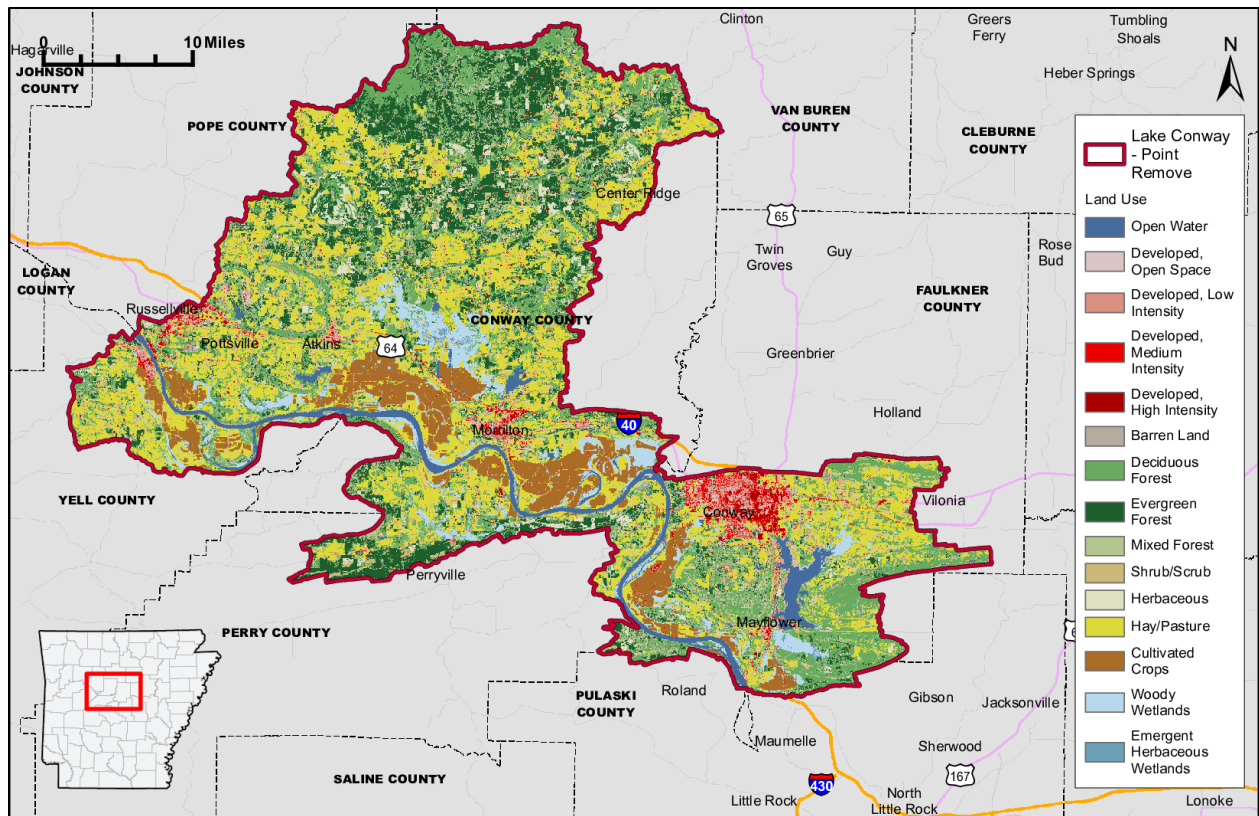 Clinton
Greers
Ferry
Tumbling
Shoals
Hagarville
0
10 Miles
JOHNSON
COUNTY
N
Heber Springs
POPE COUNTY
VAN BUREN
COUNTY
CLEBURNE
COUNTY
Center Ridge
65
Twin
Groves
Guy
Rose
Bud
LOGAN
COUNTY
FAULKNER
COUNTY
Russellville
Pottsville
Atkins
64
CONWAY COUNTY
Greenbrier
Holland
Morrilton
40
YELL COUNTY
Conway
Vilonia
Perryville
PERRY COUNTY
Mayflower
6
PULASKI
COUNTY
Roland
Gibson
Jacksonville
Maumelle
Sherwood
SALINE COUNTY
167
430
Little Rock
North
Little Rock
Lonoke
Lake Conway
- Point
Remove
Land Use
Open Water
Developed,
Open Space
Developed, Low
Intensity
Developed,
Medium
Intensity
Developed,
High Intensity
Barren Land
Deciduous
Forest
Evergreen
Forest
Mixed Forest
Shrub/Scrub
Herbaceous
Hay/Pasture
Cultivated
Crops
Woody
Wetlands
Emergent
Herbaceous
Wetlands